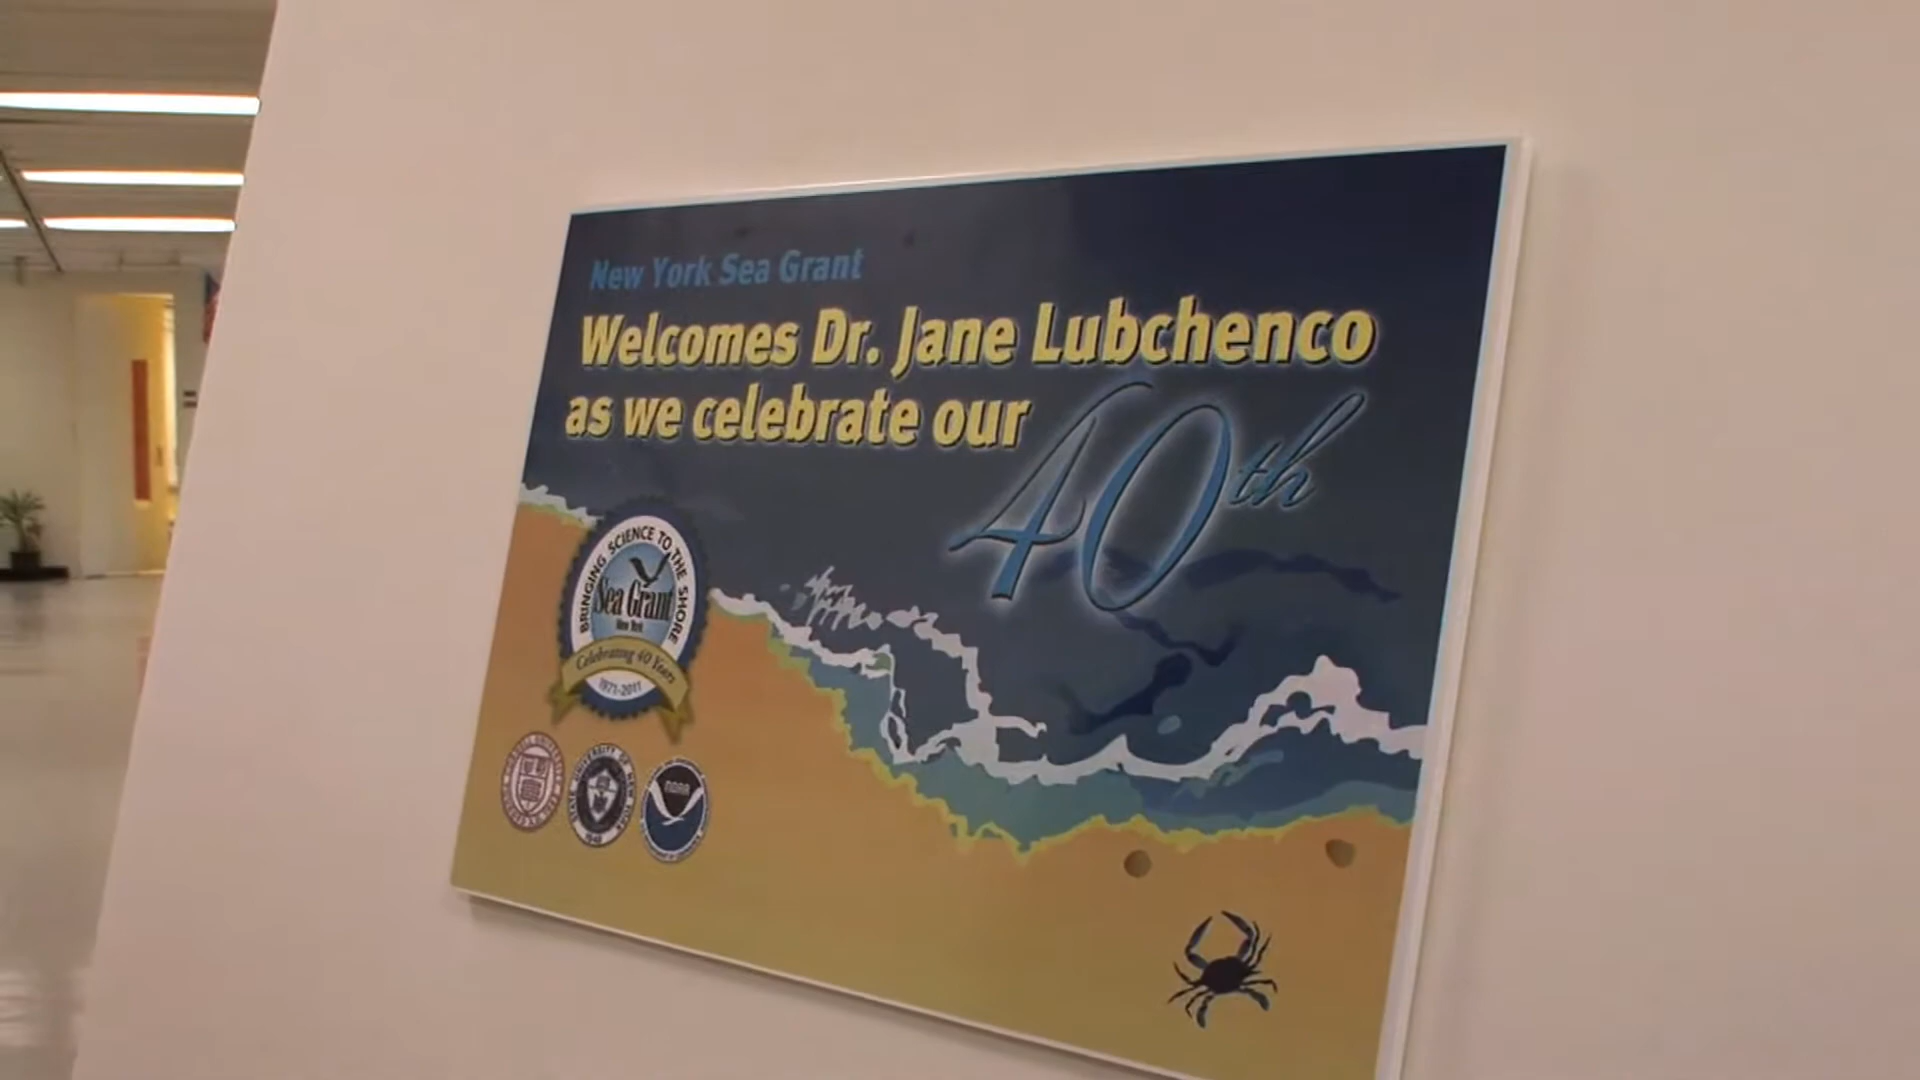 New York Sea Grant
Welcomes Dr. Jane Lubchenco
as we celebrate our
40th
BRINGING SCIENCE TO THE SHORE
Sea Grant
New York
Celebrating 40 Years
1971-2011
NOAA